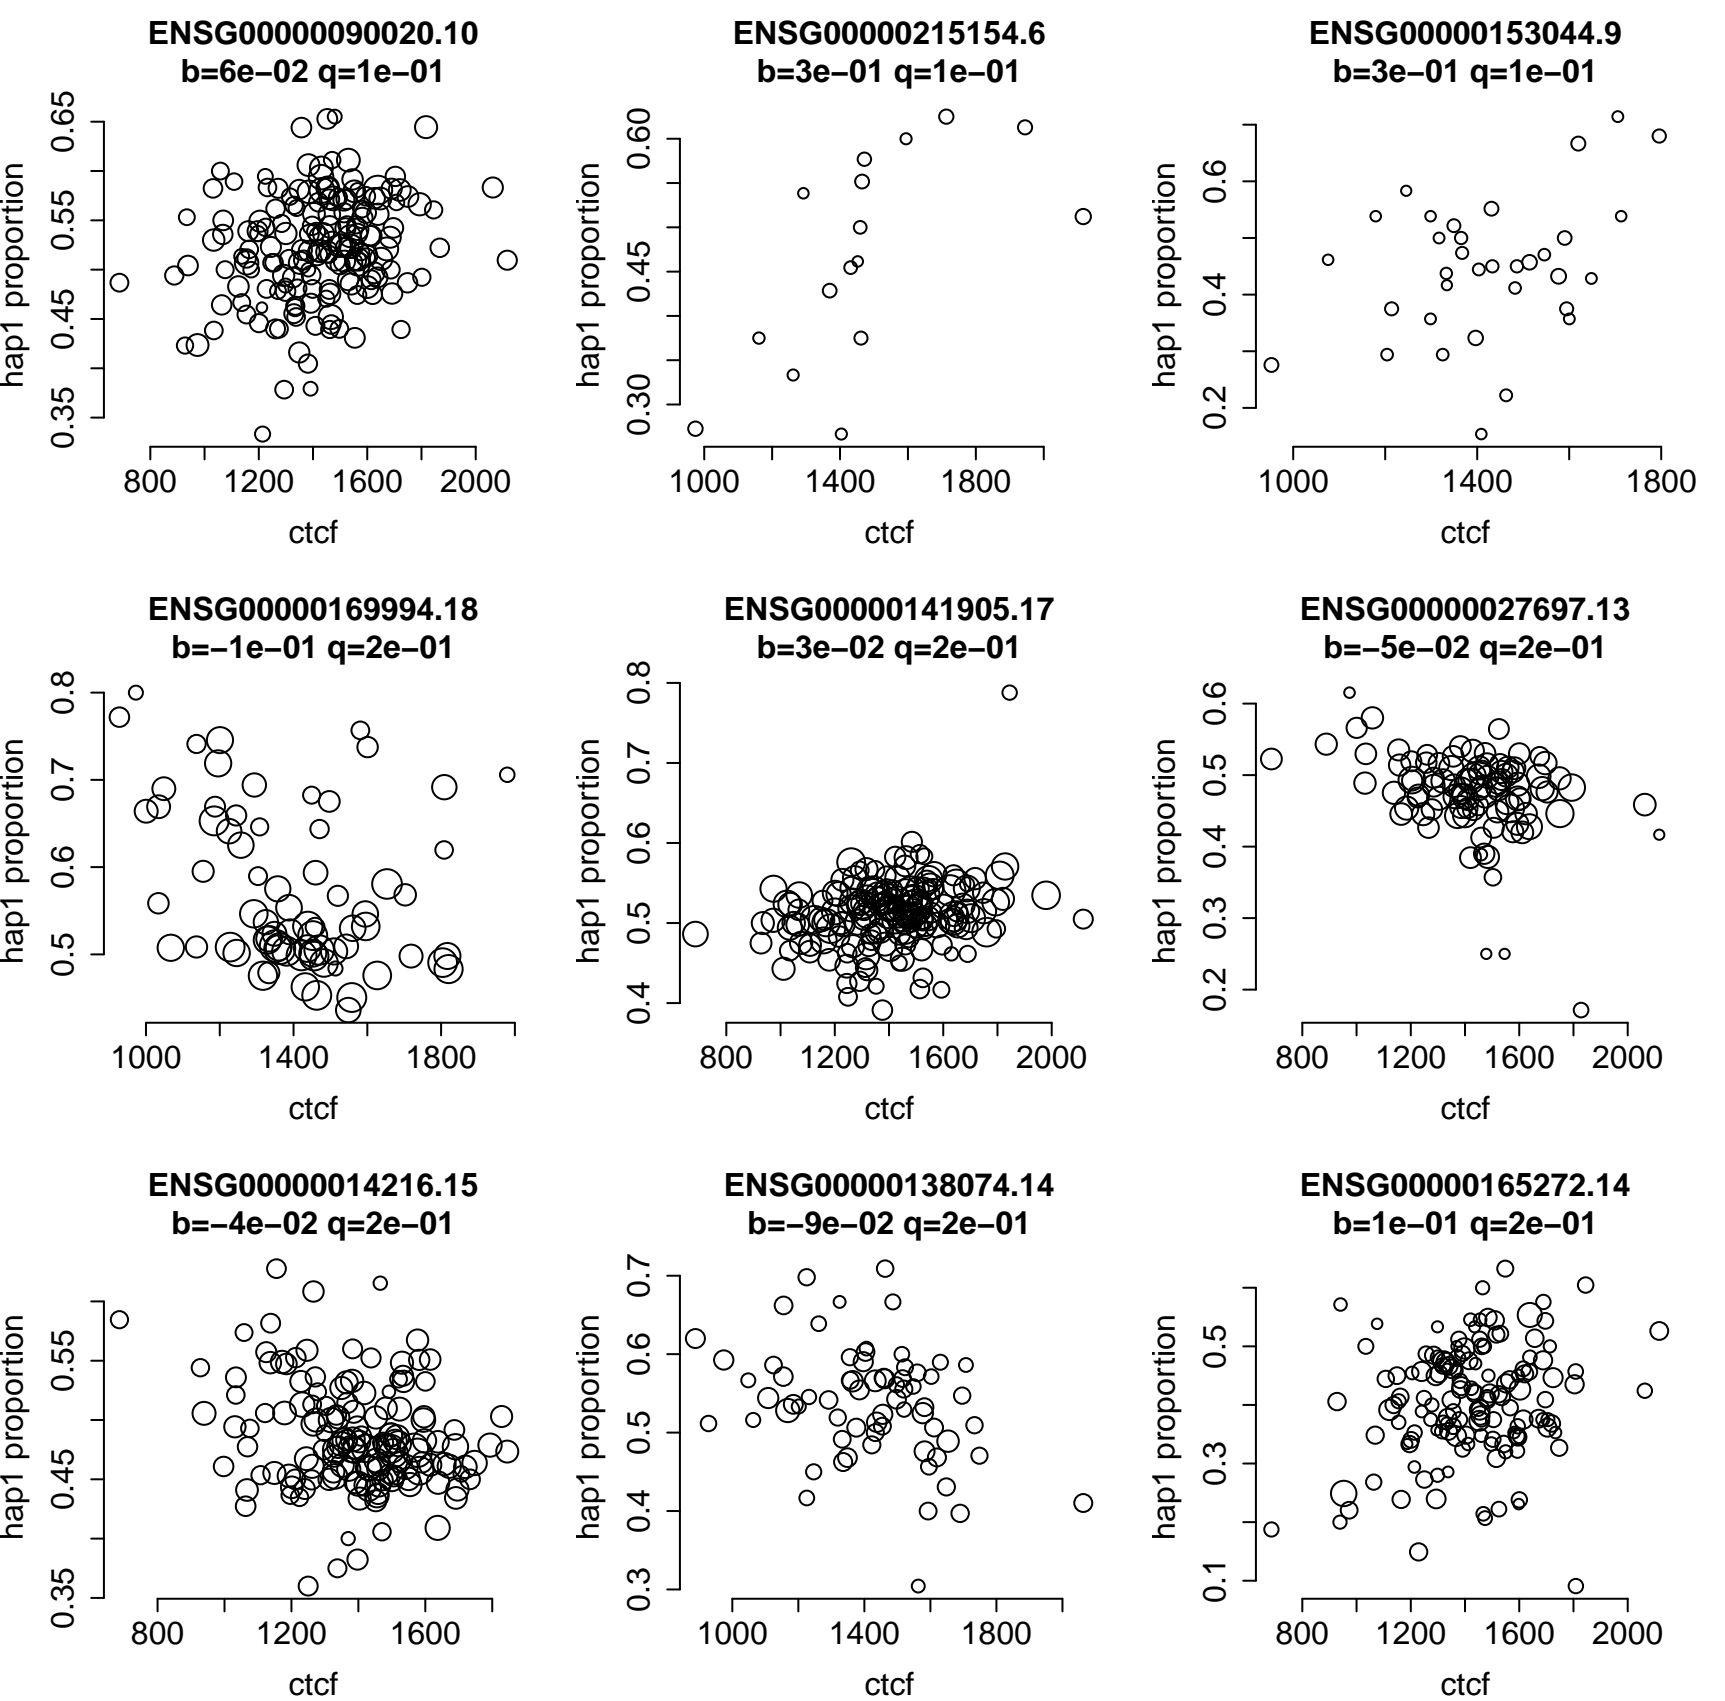 ENSG00000090020.10
b=6e−02 q=1e−01
hap1 proportion
0.35 0.45 0.55 0.65
800 1200 1600 2000
ctcf
ENSG00000215154.6
b=3e−01 q=1e−01
hap1 proportion
0.30 0.45 0.60
1000 1400 1800
ctcf
ENSG00000153044.9
b=3e−01 q=1e−01
hap1 proportion
0.2 0.4 0.6
1000 1400 1800
ctcf
ENSG00000169994.18
b=−1e−01 q=2e−01
hap1 proportion
0.5 0.6 0.7 0.8
1000 1400 1800
ctcf
ENSG00000141905.17
b=3e−02 q=2e−01
hap1 proportion
0.4 0.5 0.6 0.7 0.8
800 1200 1600 2000
ctcf
ENSG00000027697.13
b=−5e−02 q=2e−01
hap1 proportion
0.2 0.3 0.4 0.5 0.6
800 1200 1600 2000
ctcf
ENSG00000014216.15
b=−4e−02 q=2e−01
hap1 proportion
0.35 0.45 0.55
800 1200 1600
ctcf
ENSG00000138074.14
b=−9e−02 q=2e−01
hap1 proportion
0.3 0.4 0.5 0.6 0.7
1000 1400 1800
ctcf
ENSG00000165272.14
b=1e−01 q=2e−01
hap1 proportion
0.1 0.3 0.5
800 1200 1600 2000
ctcf